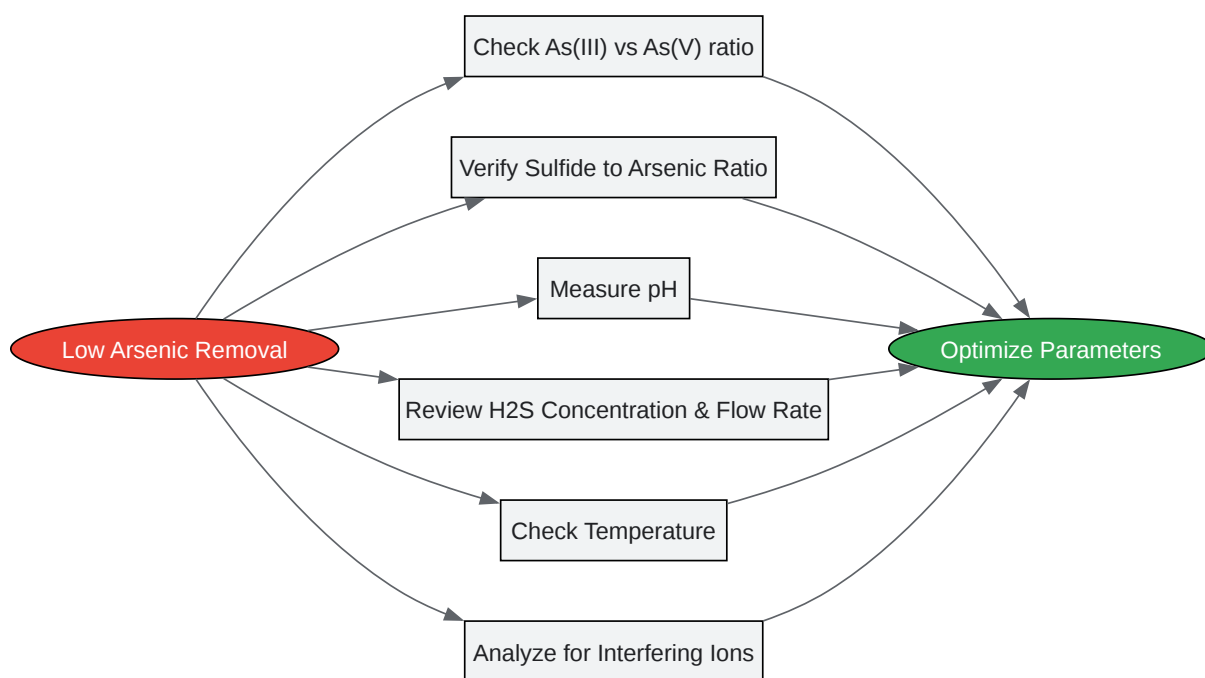 Check As(III) vs As(V) ratio
Verify Sulfide to Arsenic Ratio
Measure pH
Low Arsenic Removal
Optimize Parameters
Review H2S Concentration & Flow Rate
Check Temperature
Analyze for Interfering Ions